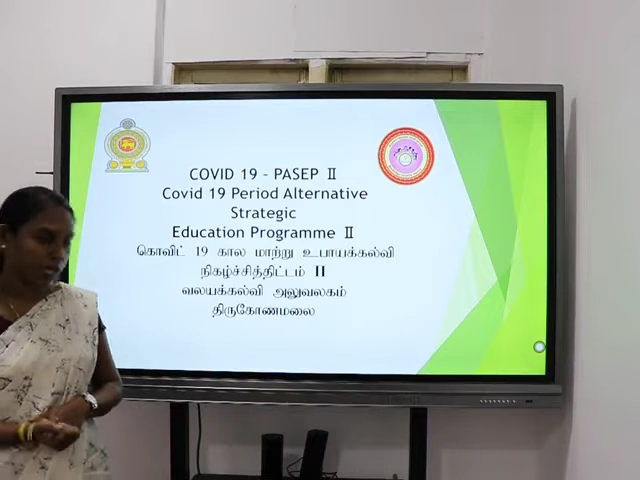 COVID 19 - PASEP II
Covid 19 Period Alternative
Strategic
Education Programme II
கொவிட் 19 கால மாற்று உபாயக்கல்வி
நிகழ்ச்சித்திட்டம் II
வலயக்கல்வி அலுவலகம்
திருகோணமலை